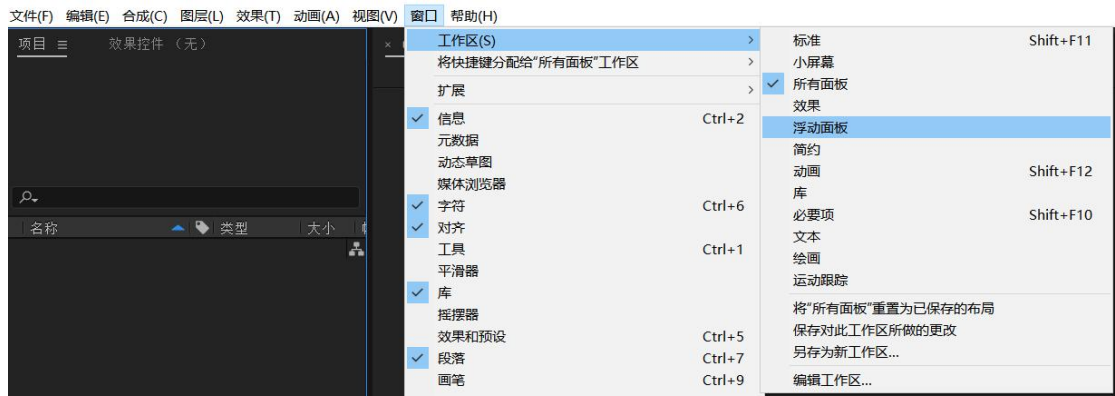 文件(F) 编辑(E) 合成(C) 图层(L) 效果(T) 动画(A) 视图(V) 窗口 帮助(H)
项目 效果控件 （无）
名称 类型 大小
工作区(S)
将快捷键分配给“所有面板”工作区
扩展
信息 Ctrl+2
元数据
动态草图
媒体浏览器
字符 Ctrl+6
对齐
工具 Ctrl+1
平滑器
库
摇摆器
效果和预设 Ctrl+5
段落 Ctrl+7
画笔 Ctrl+9
标准 Shift+F11
小屏幕
所有面板
效果
浮动面板
简约
动画 Shift+F12
库
必要项 Shift+F10
文本
绘画
运动跟踪
将“所有面板”重置为已保存的布局
保存对此工作区所做的更改
另存为新工作区...
编辑工作区...